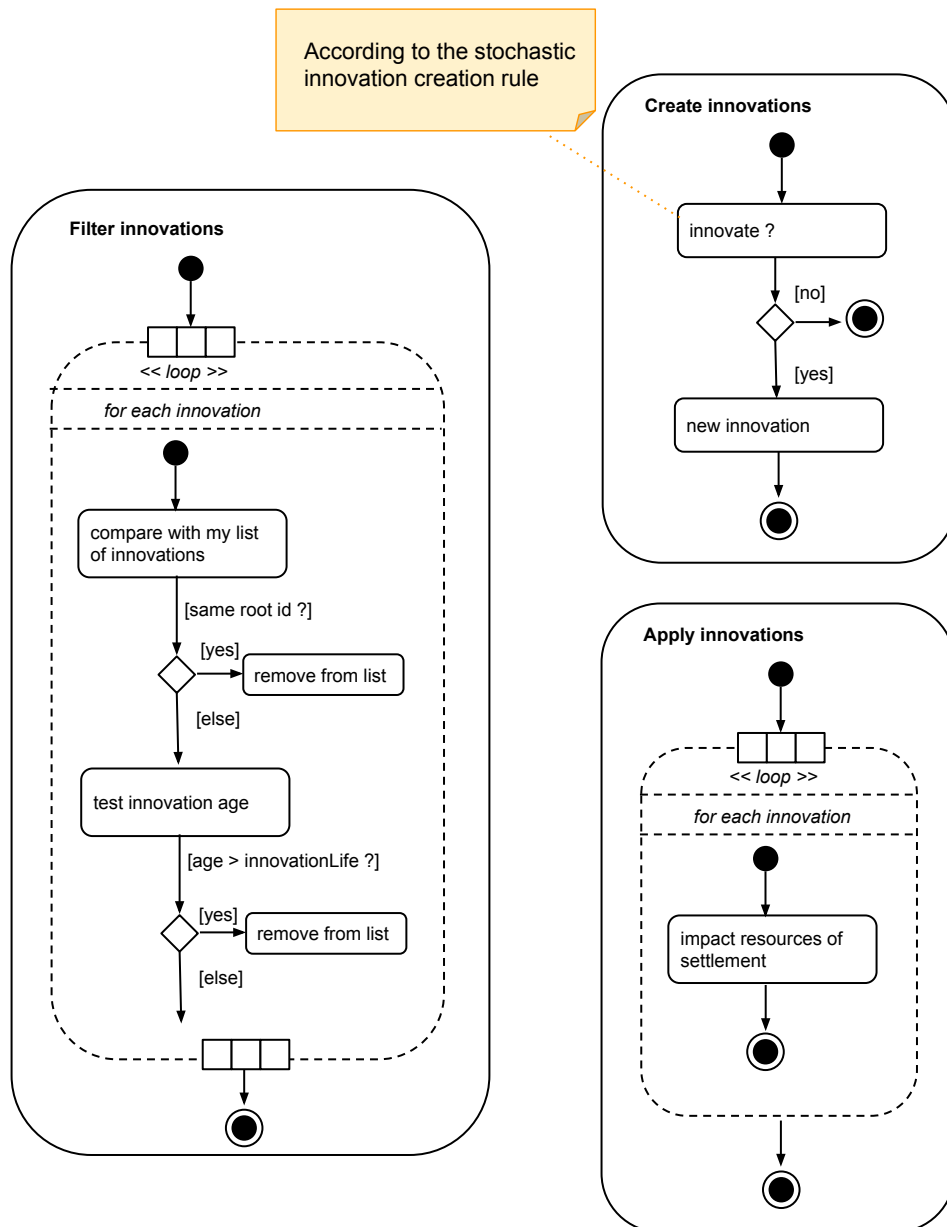 According to the stochastic
innovation creation rule
Create innovations
innovate ?
[no]
[yes]
new innovation
Filter innovations
<< loop >>
for each innovation
compare with my list
of innovations
[same root id ?]
[yes]
remove from list
[else]
test innovation age
[age > innovationLife ?]
[yes]
remove from list
[else]
Apply innovations
<< loop >>
for each innovation
impact resources of
settlement